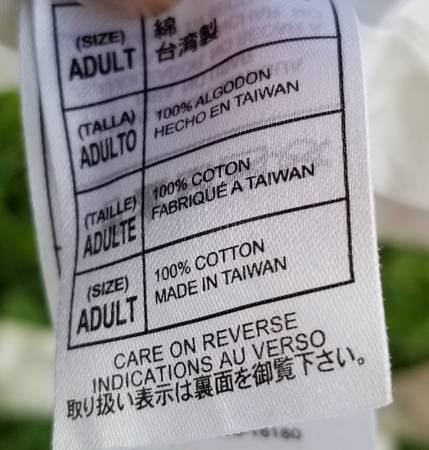 (SIZE)
ADULT
綿
台湾製
(TALLA)
ADULTO
100% ALGODON
HECHO EN TAIWAN
(TAILLE)
ADULTE
100% COTON
FABRIQUÉ A TAIWAN
(SIZE)
ADULT
100% COTTON
MADE IN TAIWAN
CARE ON REVERSE
INDICATIONS AU VERSO
取り扱い表示は裏面を御覧下さい。
16180